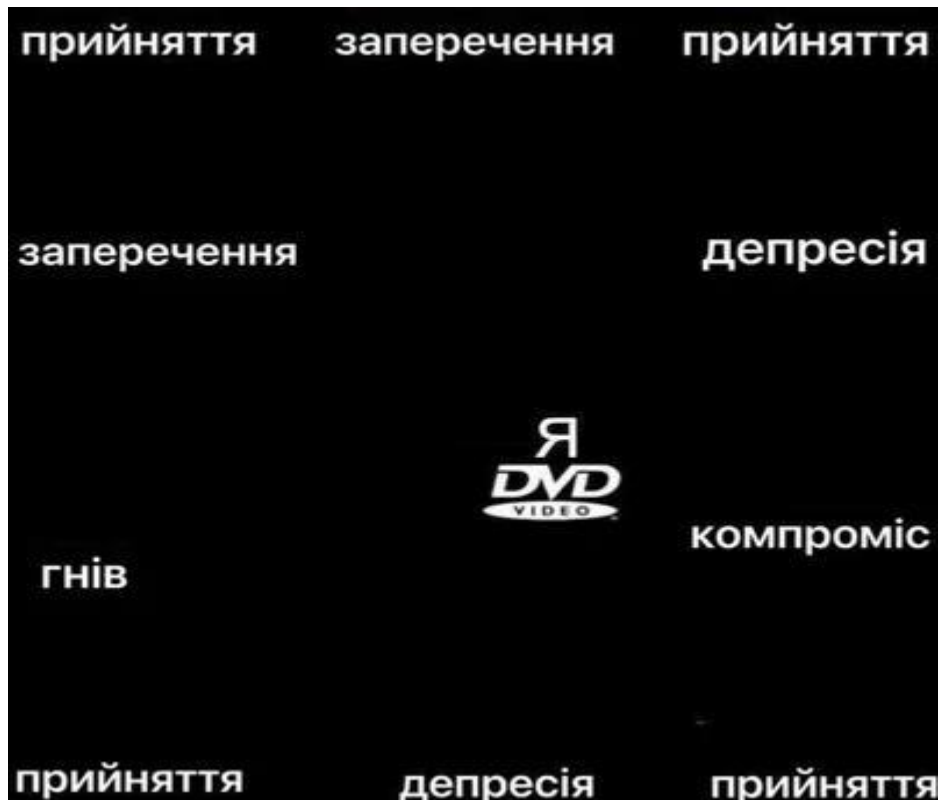 прийняття заперечення прийняття
заперечення депресія
Я
DVD
VIDEO
компроміс
гнів
прийняття депресія прийняття